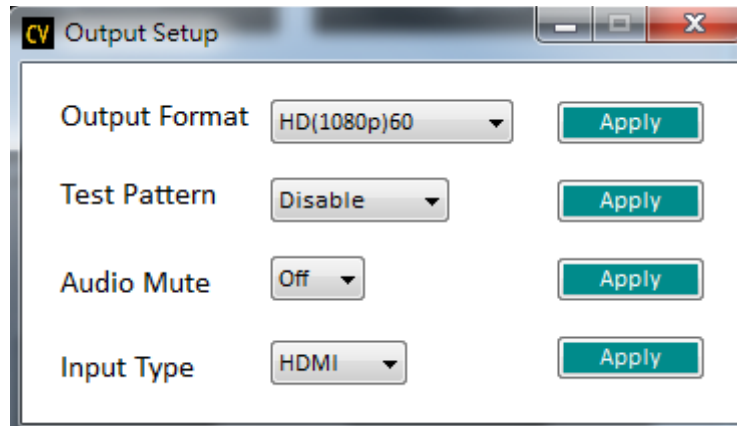 CV Output Setup
Output Format HD(1080p)60 Apply
Test Pattern Disable Apply
Audio Mute Off Apply
Input Type HDMI Apply